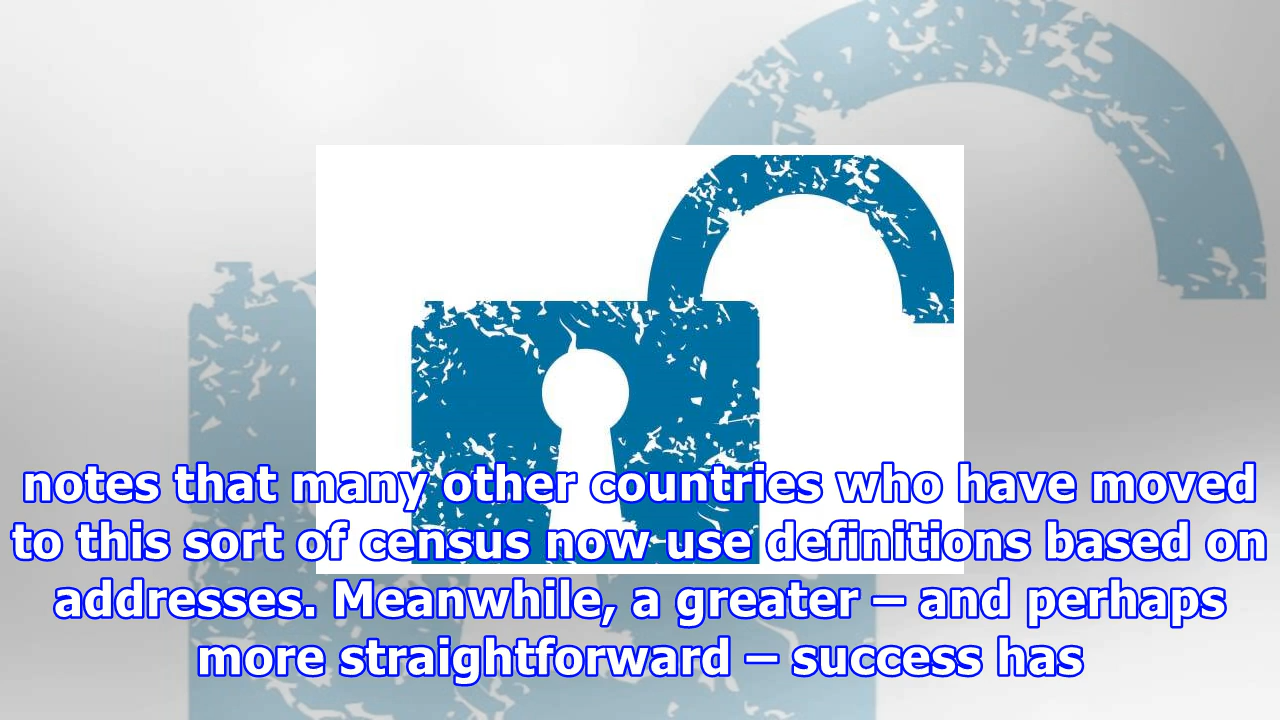 notes that many other countries who have moved
to this sort of census now use definitions based on
addresses. Meanwhile, a greater – and perhaps
more straightforward – success has